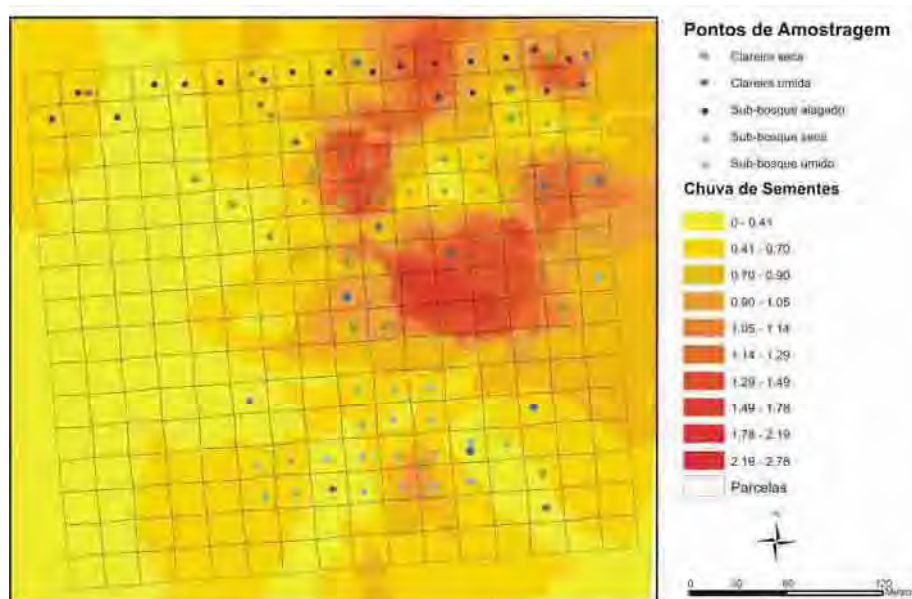 Pontos de Amostragem
Clareira seca
Clareira úmida
Sub-bosque alagado
Sub-bosque seco
Sub-bosque úmido
Chuva de Sementes
0 - 0.41
0.41 - 0.70
0.70 - 0.90
0.90 - 1.05
1.05 - 1.14
1.14 - 1.29
1.29 - 1.49
1.49 - 1.78
1.78 - 2.19
2.19 - 2.78
Parcelas
0 30 60 120
Metros